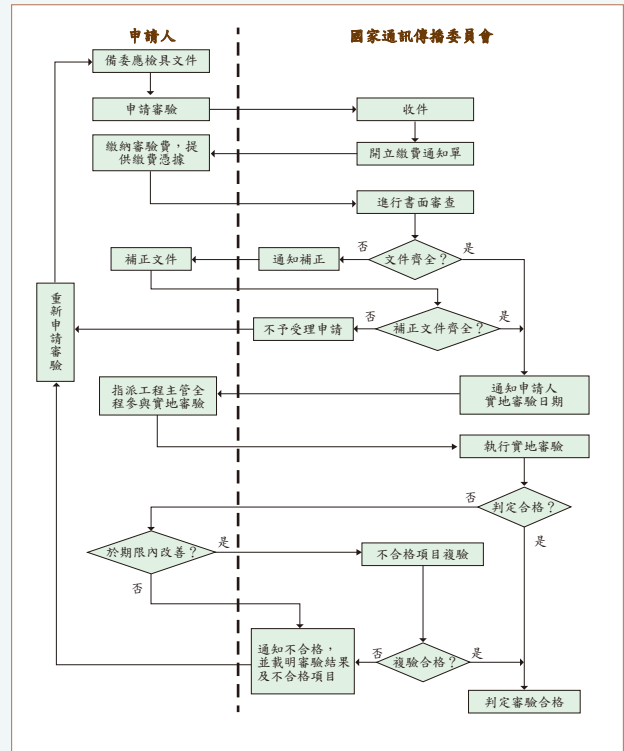 申請人
國家通訊傳播委員會
備委應檢具文件
申請審驗
收件
繳納審驗費，提
供繳費憑據
開立繳費通知單
進行書面審查
補正文件
通知補正
否
文件齊全？
是
重新申請審驗
不予受理申請
否
補正文件齊全？
是
指派工程主管全
程參與實地審驗
通知申請人
實地審驗日期
執行實地審驗
否
判定合格？
是
於期限內改善？
是
不合格項目複驗
否
通知不合格，
並載明審驗結果
及不合格項目
否
複驗合格？
是
判定審驗合格